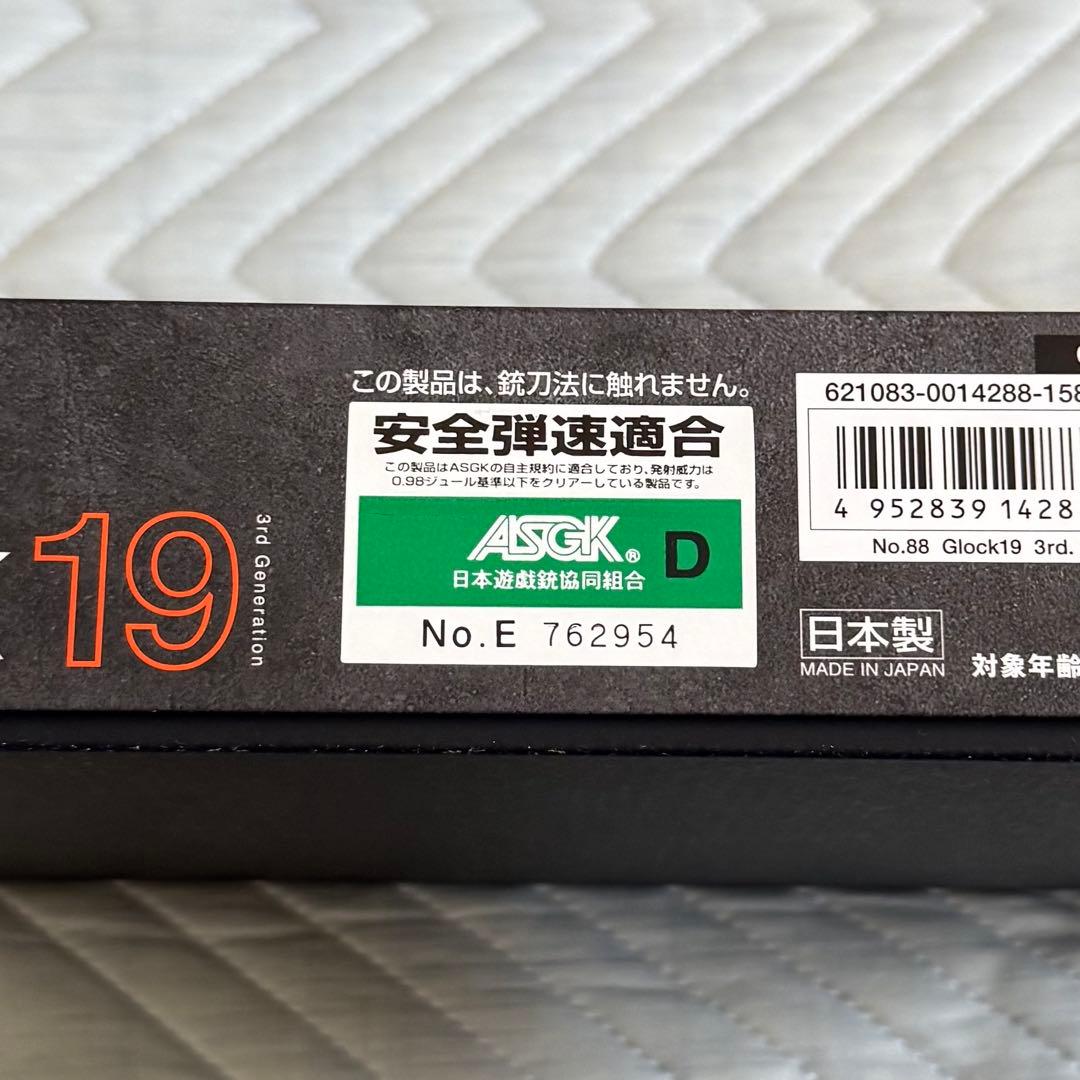 この製品は、銃刀法に触れません。
安全弾速適合
この製品はASGKの自主規約に適合しており、発射威力は
0.98ジュール基準以下をクリアーしている製品です。
ASGK® D
日本遊戯銃協同組合
No.E 762954
19
3rd Generation
621083-0014288-158
4 952839 1428
No.88 Glock19 3rd.
日本製
MADE IN JAPAN
対象年齢